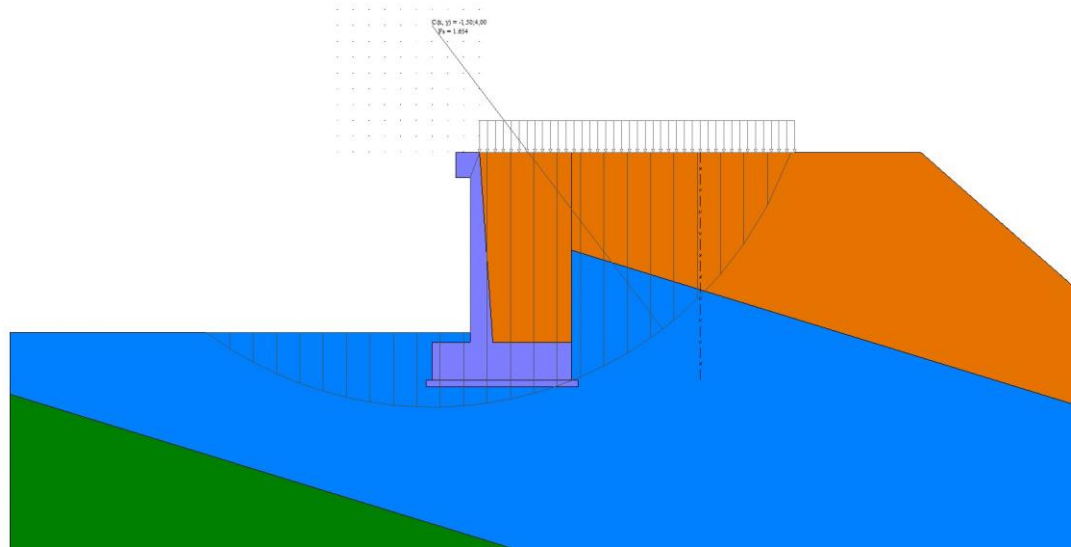 C(x, y) = -1,50;4,00
Fs = 1.654